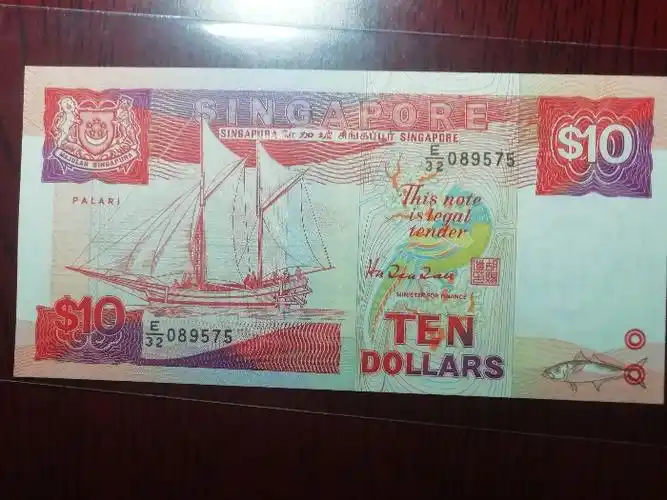 SINGAPORE
SINGAPURA 新加坡 சிங்கப்பூர் SINGAPORE
MAJULAH SINGAPURA
$10
E/32 089575
PALARI
This note
is legal
tender
MINISTER FOR FINANCE
$10
E/32 089575
TEN
DOLLARS